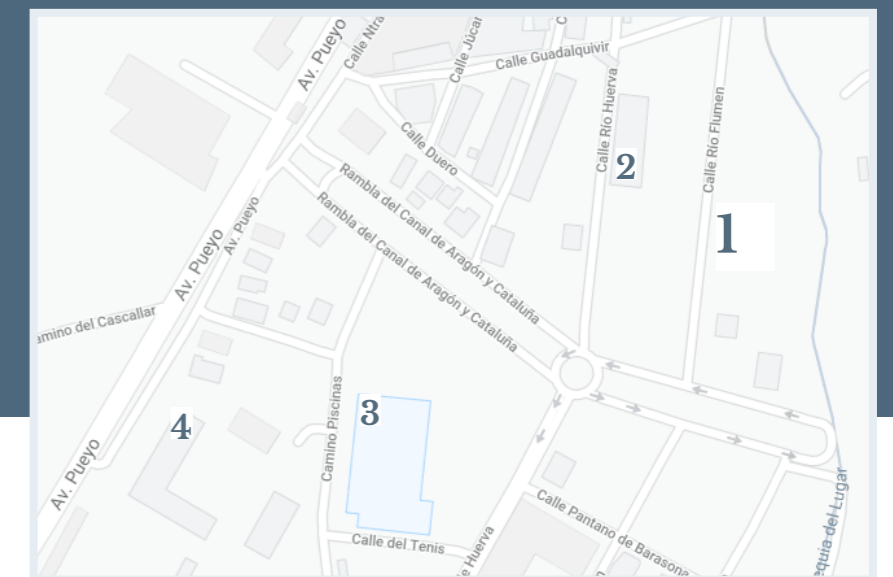 Av. Pueyo
Calle Ntra
Calle Júcar
C
Calle Guadalquivir
Calle Duero
Calle Río Huerva
2
Calle Río Flumen
1
Rambla del Canal de Aragón y Cataluña
Rambla del Canal de Aragón y Cataluña
Av. Pueyo
Av. Pueyo
amino del Cascallar
4
3
Camino Piscinas
Av. Pueyo
Calle del Tenis
e Huerva
Calle Pantano de Barasona
equia del Lugar